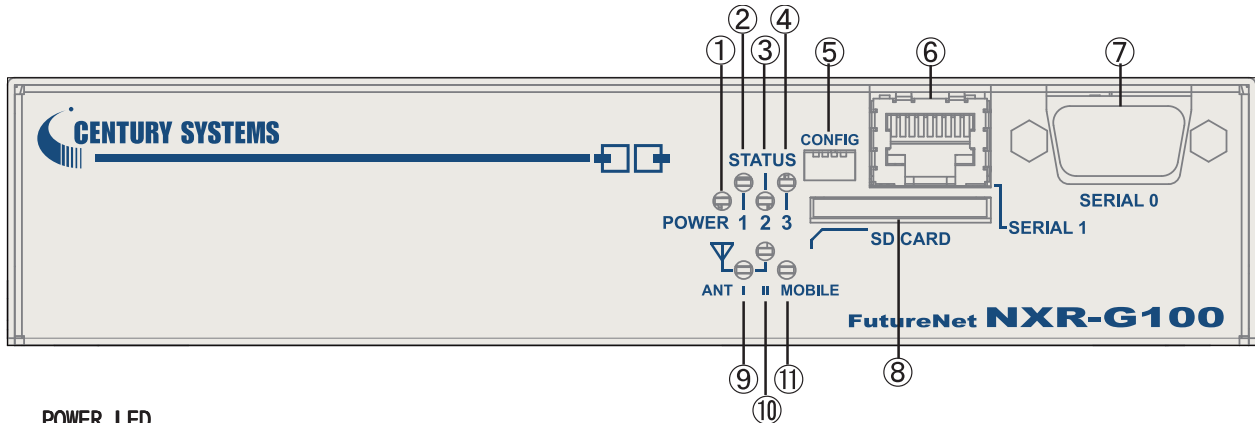 ② ④
① ③ ⑤ ⑥ ⑦
CENTURY SYSTEMS
CONFIG
STATUS
SERIAL 0
POWER 1 2 3
SERIAL 1
SD CARD
ANT I II MOBILE
FutureNet NXR-G100
⑨ ⑪ ⑧
⑩
POWER LED